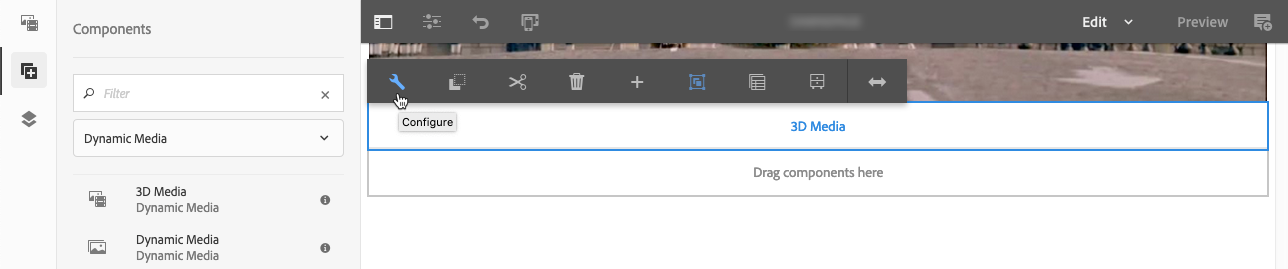 Components
Edit
Preview
Filter
Configure
3D Media
Dynamic Media
Drag components here
3D Media
Dynamic Media
Dynamic Media
Dynamic Media